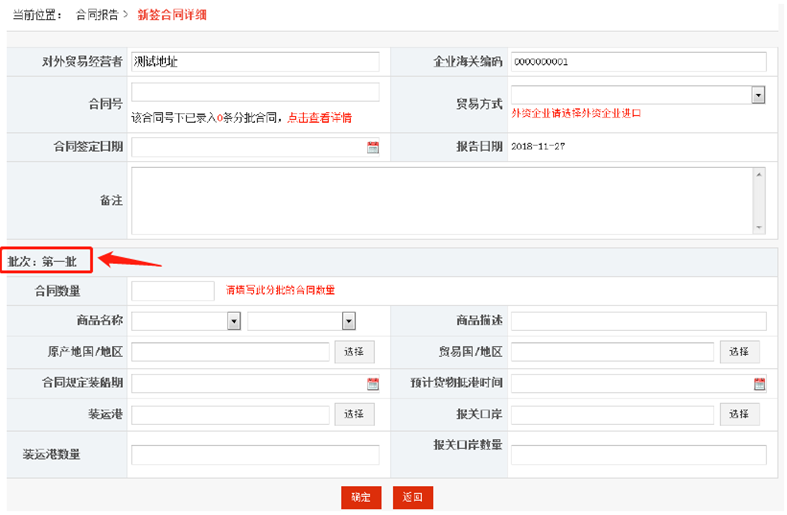 当前位置： 合同报告 > 新签合同详细
对外贸易经营者 测试地址 企业海关编码 0000000001
合同号 贸易方式
该合同号下已录入0条分批合同，点击查看详情 外资企业请选择外资企业进口
合同签定日期 报告日期 2018-11-27
备注
批次：第一批
合同数量 请填写此分批的合同数量
商品名称 商品描述
原产地国/地区 选择 贸易国/地区 选择
合同规定装船期 预计货物抵港时间
装运港 选择 报关口岸 选择
装运港数量 报关口岸数量
确定 返回